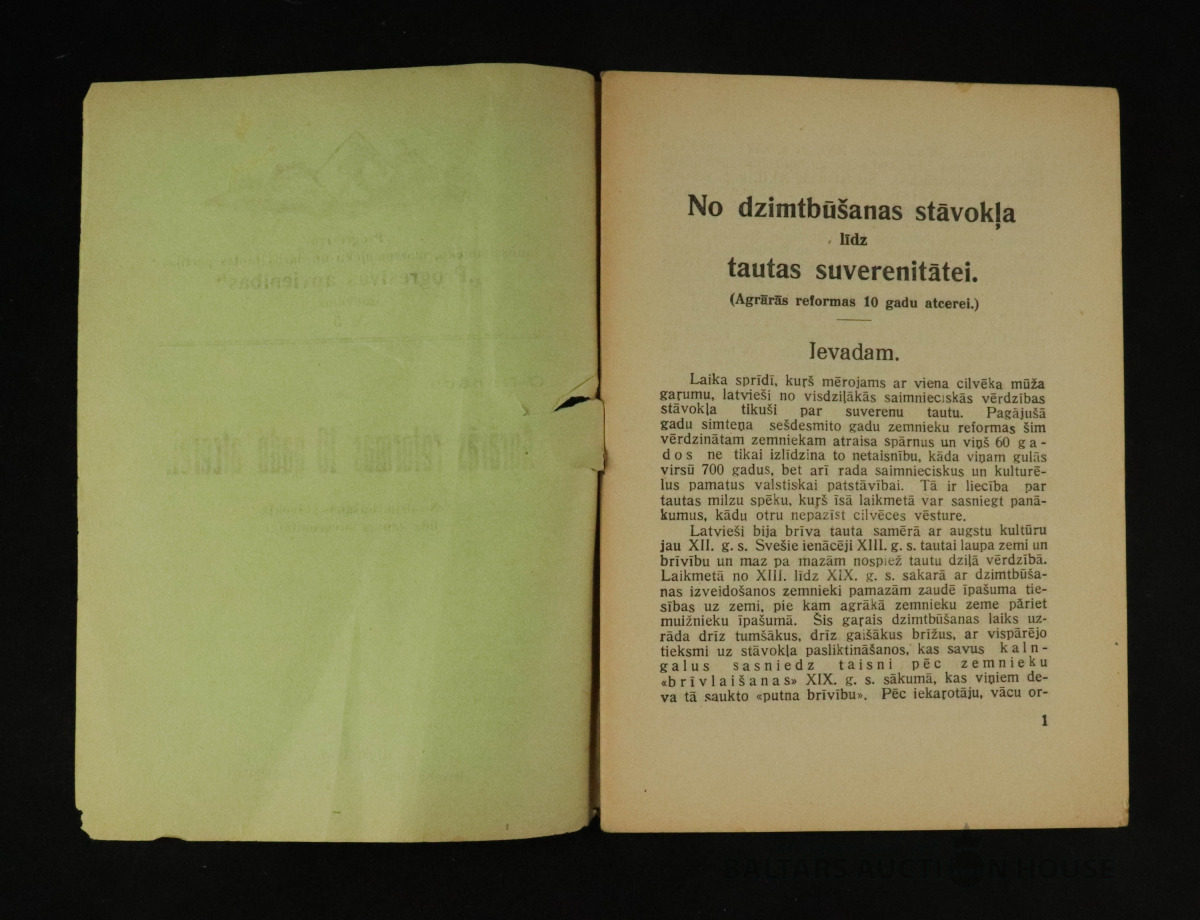 „Progresīvās apvienības“
Agrārās reformas 10 gadu atcerei
No dzimtbūšanas stāvokļa
līdz
tautas suverenitātei.
(Agrārās reformas 10 gadu atcerei.)
Ievadam.
Laika sprīdī, kuŗš mērojams ar viena cilvēka mūža
gaŗumu, latvieši no visdziļākās saimnieciskās vērdzības
stāvokļa tikuši par suverenu tautu. Pagājušā
gadu simteņa sešdesmito gadu zemnieku reformas šim
vērdzinātam zemniekam atraisa spārnus un viņš 60 ga-
dos ne tikai izlīdzina to netaisnību, kāda viņam gulās
virsū 700 gadus, bet arī rada saimnieciskus un kulturē-
lus pamatus valstiskai patstāvībai. Tā ir liecība par
tautas milzu spēku, kuŗš īsā laikmetā var sasniegt panā-
kumus, kādu otru nepazīst cilvēces vēsture.
Latvieši bija brīva tauta samērā ar augstu kultūru
jau XII. g. s. Svešie ienācēji XIII. g. s. tautai laupa zemi un
brīvību un maz pa mazām nospiež tautu dziļā vērdzībā.
Laikmetā no XIII. līdz XIX. g. s. sakarā ar dzimtbūša-
nas izveidošanos zemnieki pamazām zaudē īpašuma tie-
sības uz zemi, pie kam agrākā zemnieku zeme pāriet
muižnieku īpašumā. Šis gaŗais dzimtbūšanas laiks uz-
rāda drīz tumšākus, drīz gaišākus brīžus, ar vispārējo
tieksmi uz stāvokļa pasliktināšanos, kas savus kaln-
galus sasniedz taisni pēc zemnieku
«brīvlaišanas» XIX. g. s. sākumā, kas viņiem de-
va tā saukto «putna brīvību». Pēc iekaŗotāju, vācu or-
1
BALTARS AUCTION HOUSE